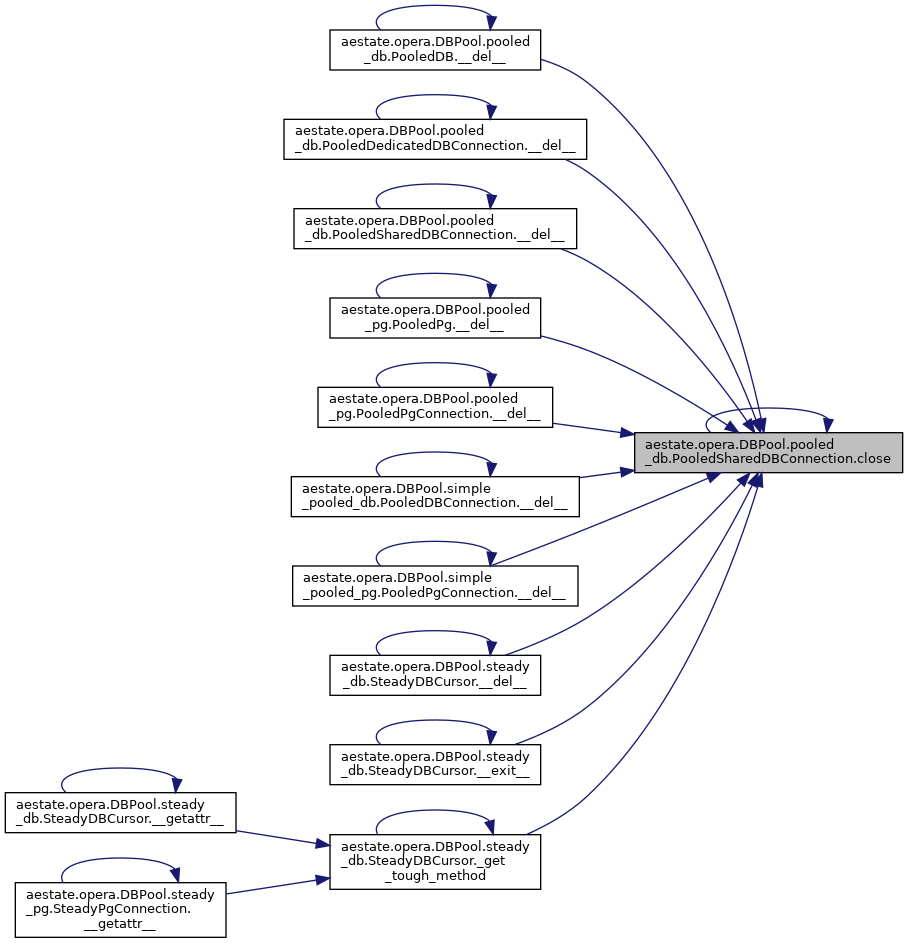 aestate.opera.DBPool.pooled
_db.PooledDB.__del__
aestate.opera.DBPool.pooled
_db.PooledDedicatedDBConnection.__del__
aestate.opera.DBPool.pooled
_db.PooledSharedDBConnection.__del__
aestate.opera.DBPool.pooled
_pg.PooledPg.__del__
aestate.opera.DBPool.pooled
_pg.PooledPgConnection.__del__
aestate.opera.DBPool.pooled
_db.PooledSharedDBConnection.close
aestate.opera.DBPool.simple
_pooled_db.PooledDBConnection.__del__
aestate.opera.DBPool.simple
_pooled_pg.PooledPgConnection.__del__
aestate.opera.DBPool.steady
_db.SteadyDBCursor.__del__
aestate.opera.DBPool.steady
_db.SteadyDBCursor.__exit__
aestate.opera.DBPool.steady
_db.SteadyDBCursor.__getattr__
aestate.opera.DBPool.steady
_db.SteadyDBCursor._get
_tough_method
aestate.opera.DBPool.steady
_pg.SteadyPgConnection.
__getattr__